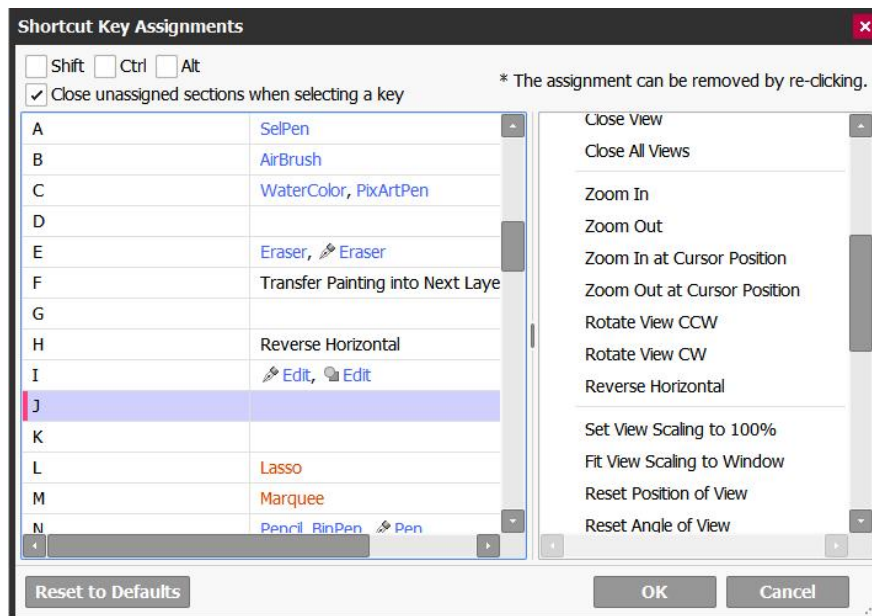 Shortcut Key Assignments
Shift Ctrl Alt
Close unassigned sections when selecting a key
* The assignment can be removed by re-clicking.
A SelPen
B AirBrush
C WaterColor, PixArtPen
D
E Eraser, Eraser
F Transfer Painting into Next Laye
G
H Reverse Horizontal
I Edit, Edit
J
K
L Lasso
M Marquee
N Pencil, BinPen, Pen
Close View
Close All Views
Zoom In
Zoom Out
Zoom In at Cursor Position
Zoom Out at Cursor Position
Rotate View CCW
Rotate View CW
Reverse Horizontal
Set View Scaling to 100%
Fit View Scaling to Window
Reset Position of View
Reset Angle of View
Reset to Defaults
OK
Cancel